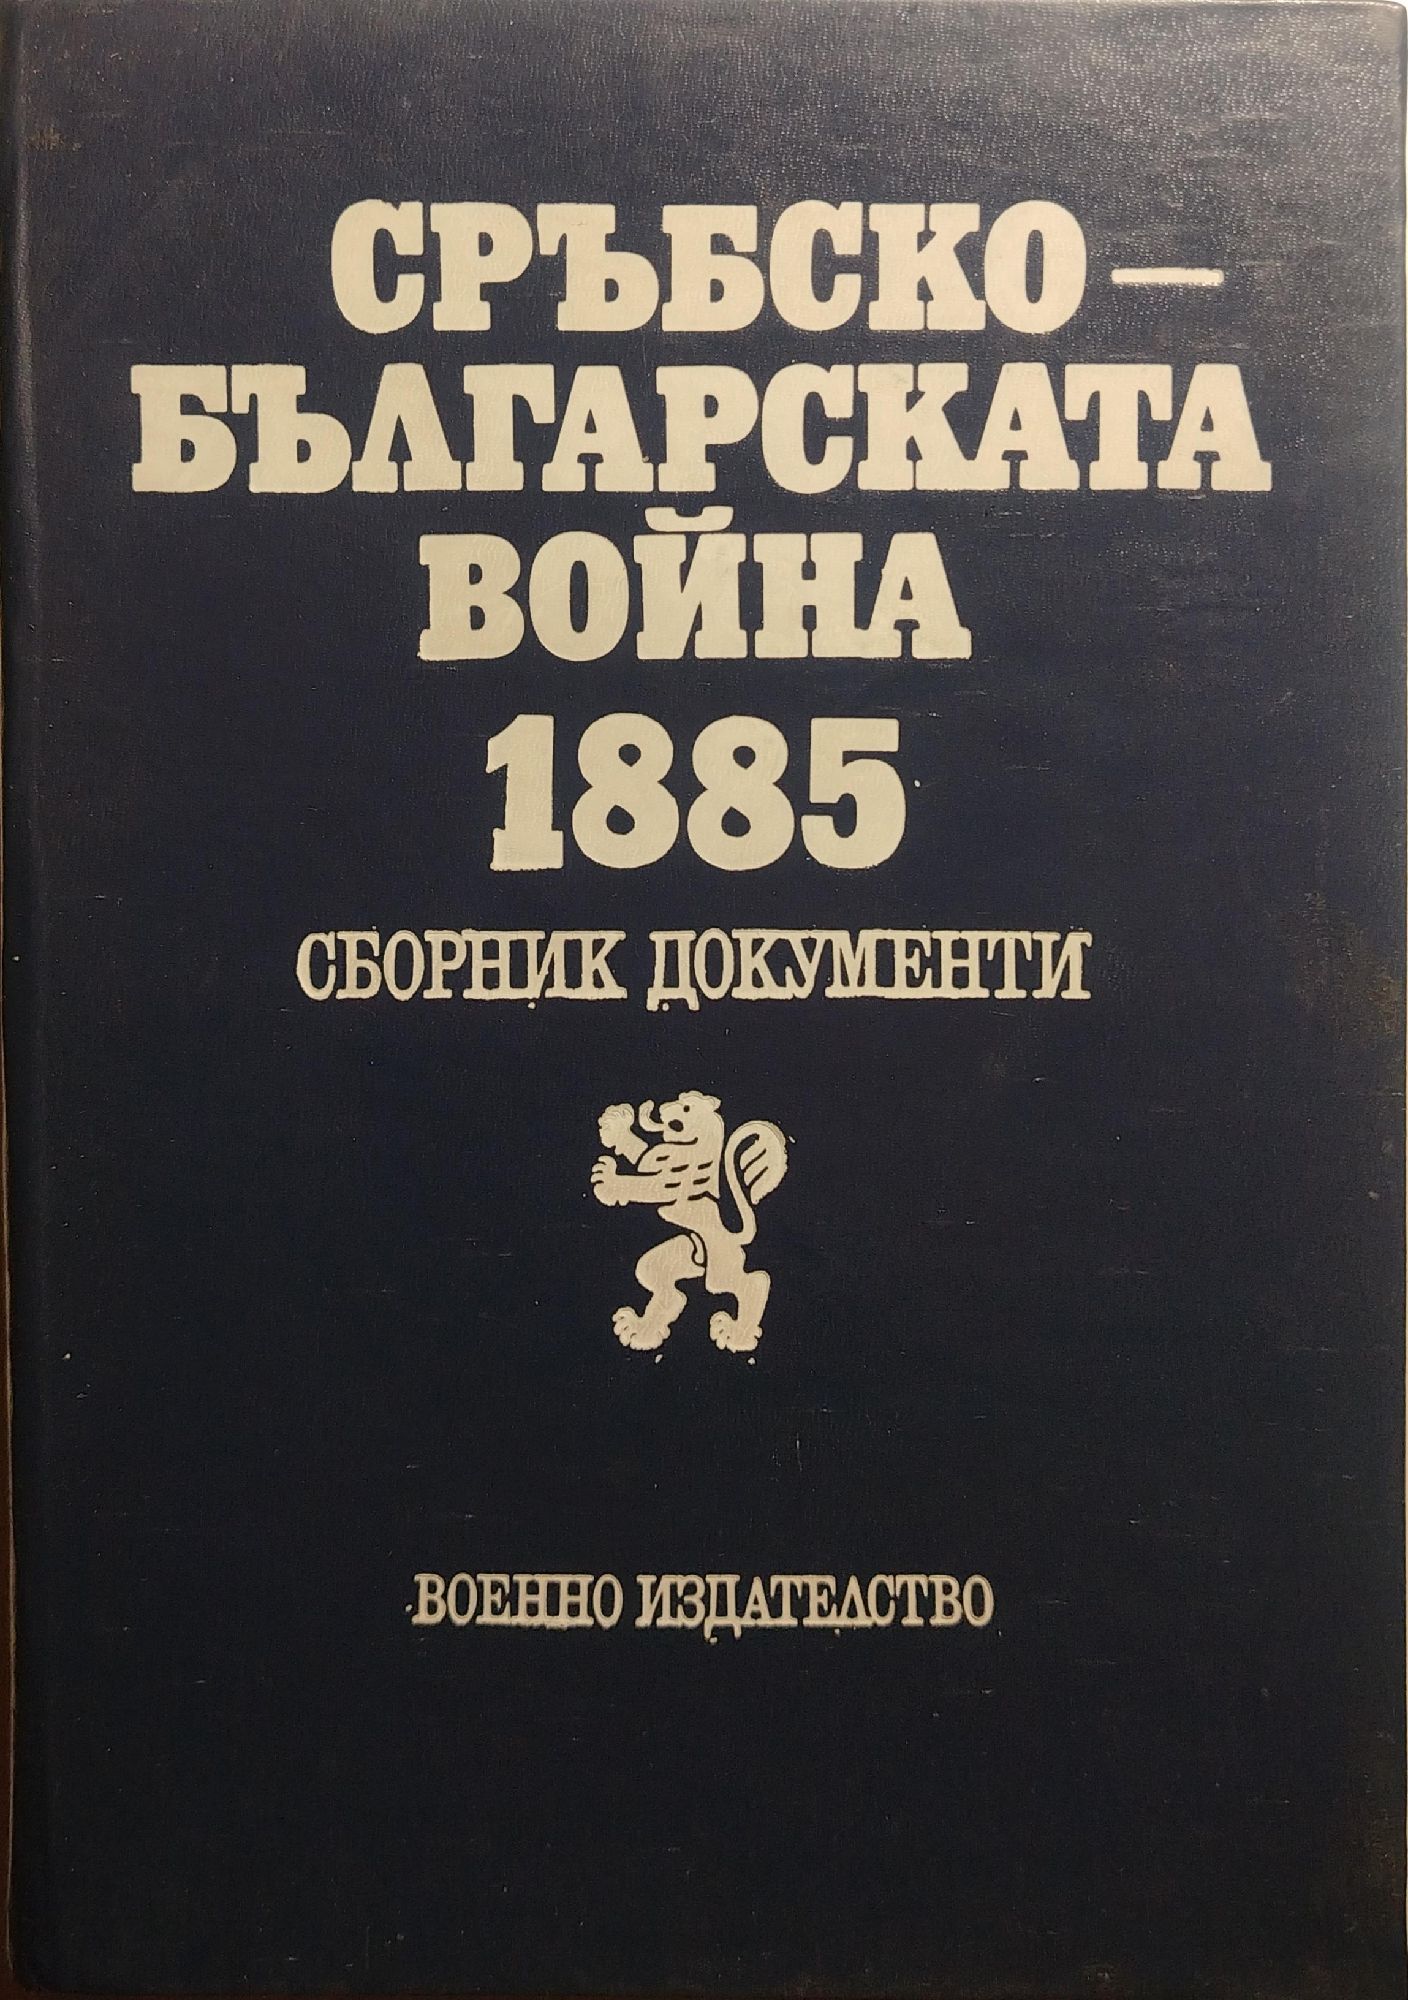 СРЪБСКО –
БЪЛГАРСКАТА
ВОЙНА
1885
СБОРНИК ДОКУМЕНТИ
ВОЕННО ИЗДАТЕЛСТВО